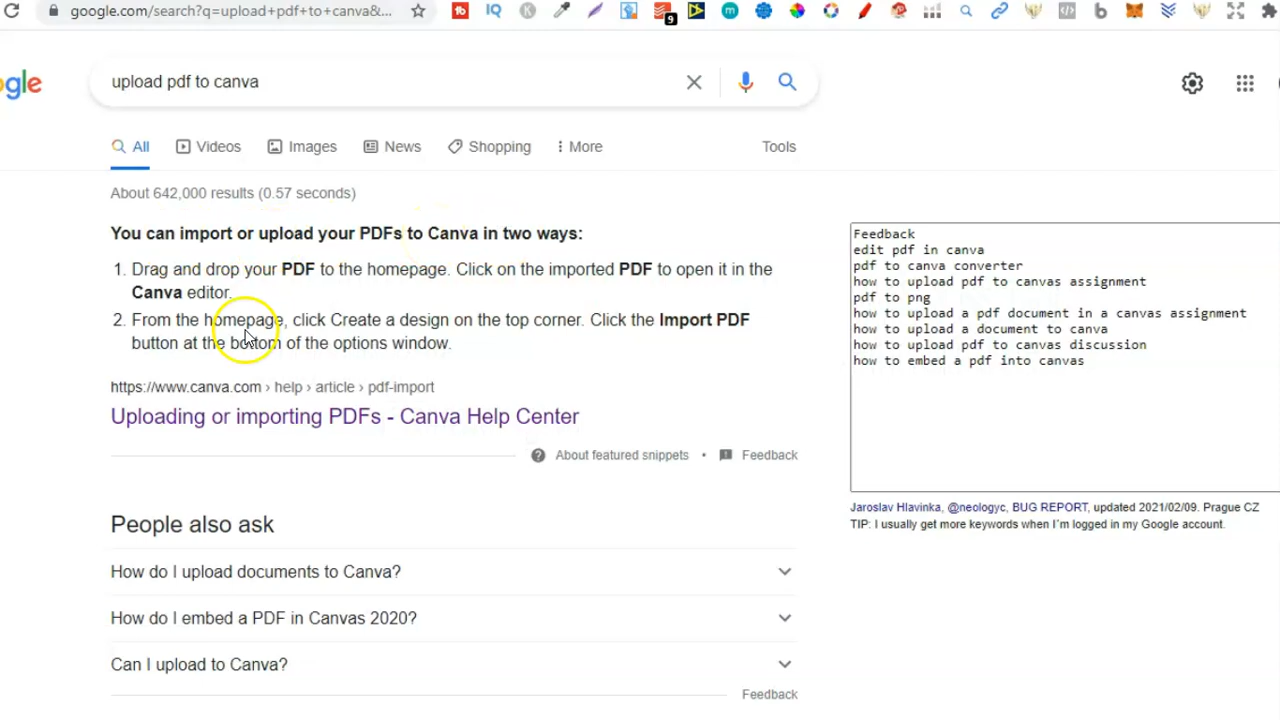 google.com/search?q=upload+pdf+to+canva&...
9
gle
upload pdf to canva
All Videos Images News Shopping More Tools
About 642,000 results (0.57 seconds)
You can import or upload your PDFs to Canva in two ways:
1. Drag and drop your PDF to the homepage. Click on the imported PDF to open it in the
Canva editor.
2. From the homepage, click Create a design on the top corner. Click the Import PDF
button at the bottom of the options window.
https://www.canva.com › help › article › pdf-import
Uploading or importing PDFs - Canva Help Center
About featured snippets • Feedback
People also ask
How do I upload documents to Canva?
How do I embed a PDF in Canvas 2020?
Can I upload to Canva?
Feedback
Feedback
edit pdf in canva
pdf to canva converter
how to upload pdf to canvas assignment
pdf to png
how to upload a pdf document in a canvas assignment
how to upload a document to canva
how to upload pdf to canvas discussion
how to embed a pdf into canvas
Jaroslav Hlavinka, @neologyc, BUG REPORT, updated 2021/02/09. Prague CZ
TIP: I usually get more keywords when I´m logged in my Google account.